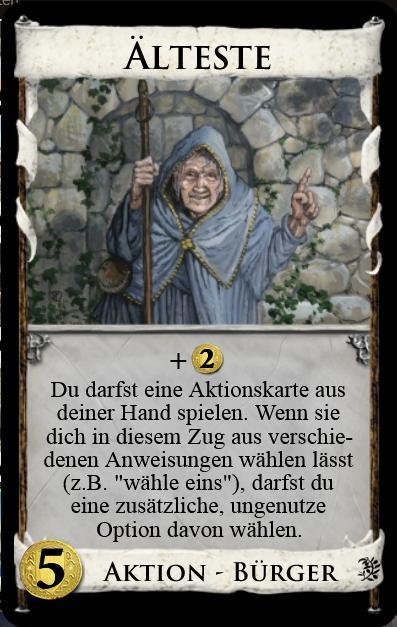 ÄLTESTE
+2
Du darfst eine Aktionskarte aus
deiner Hand spielen. Wenn sie
dich in diesem Zug aus verschie-
denen Anweisungen wählen lässt
(z.B. "wähle eins"), darfst du
eine zusätzliche, ungenutze
Option davon wählen.
5 AKTION - BÜRGER